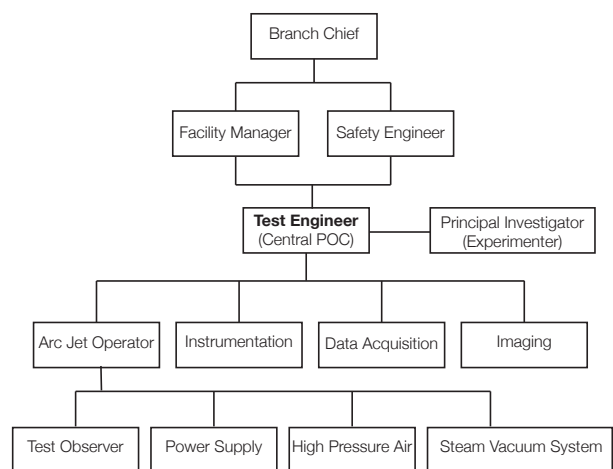 Branch Chief
Facility Manager
Safety Engineer
Test Engineer
(Central POC)
Principal Investigator
(Experimenter)
Arc Jet Operator
Instrumentation
Data Acquisition
Imaging
Test Observer
Power Supply
High Pressure Air
Steam Vacuum System